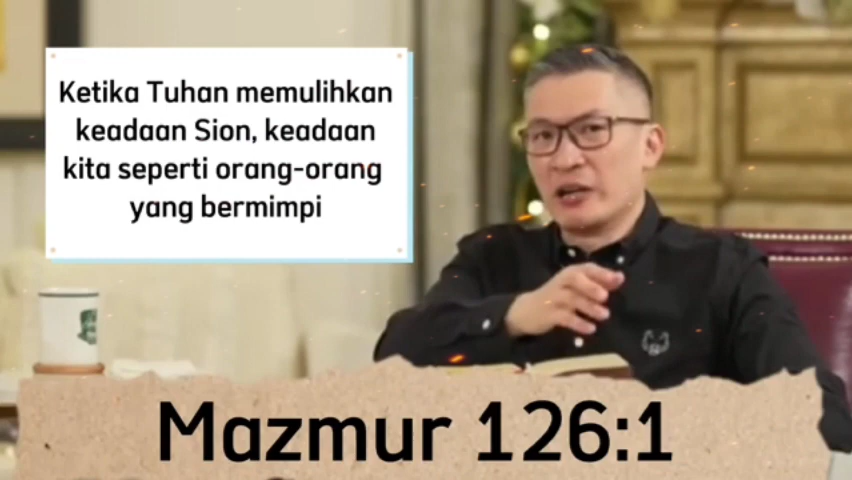 Ketika Tuhan memulihkan
keadaan Sion, keadaan
kita seperti orang-orang
yang bermimpi
Mazmur 126:1